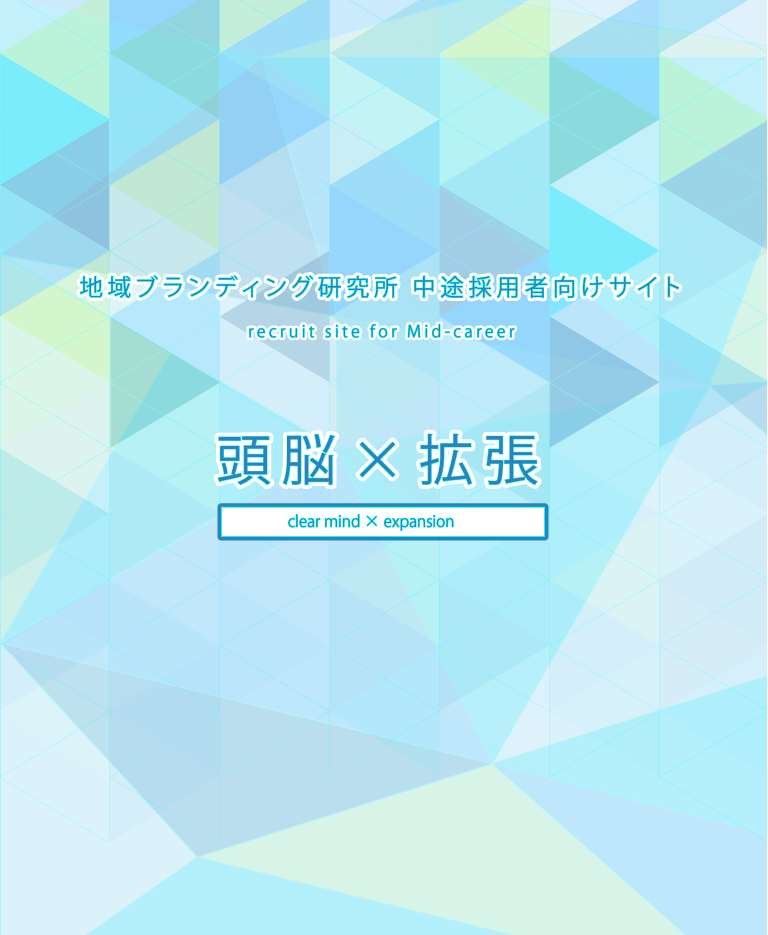 地域ブランディング研究所 中途採用者向けサイト
recruit site for Mid-career
頭脳×拡張
clear mind × expansion